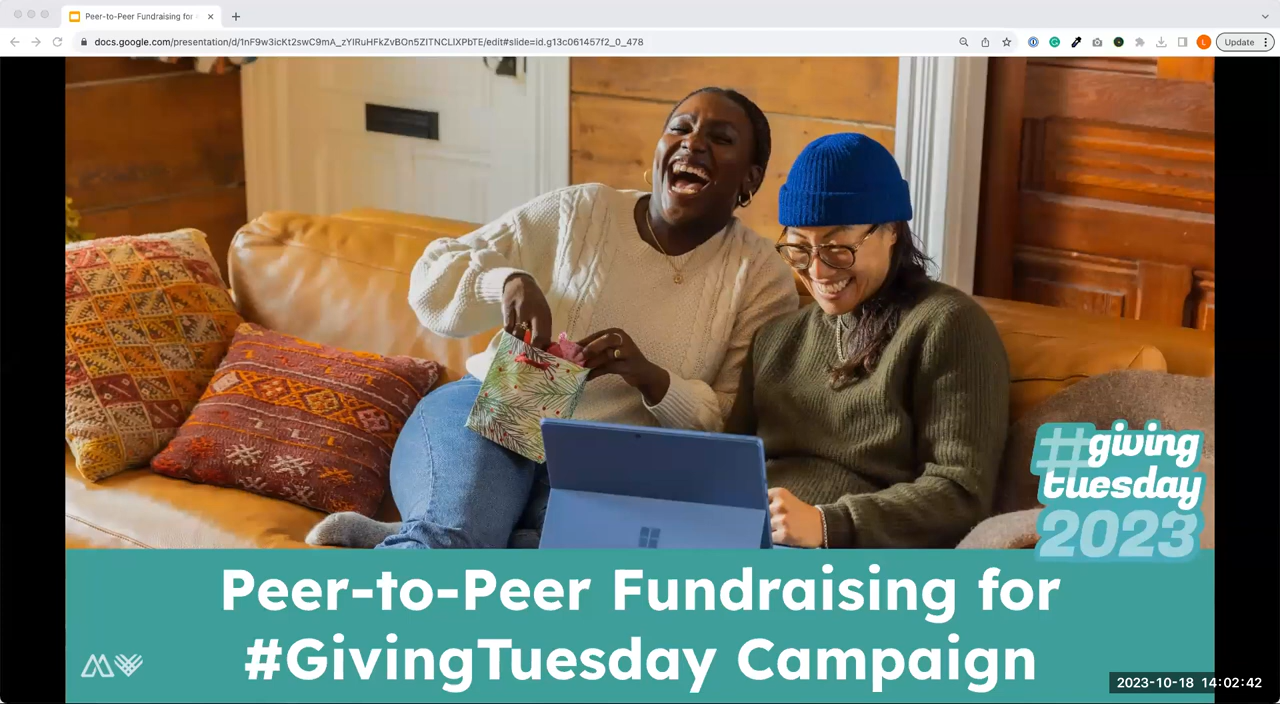 Peer-to-Peer Fundraising for
docs.google.com/presentation/d/1nF9w3icKt2swC9mA_zYlRuHFkZvBOn5ZITNCLlXPbTE/edit#slide=id.g13c061457f2_0_478
L
Update
#giving
tuesday
2023
Peer-to-Peer Fundraising for
#GivingTuesday Campaign
2023-10-18 14:02:42